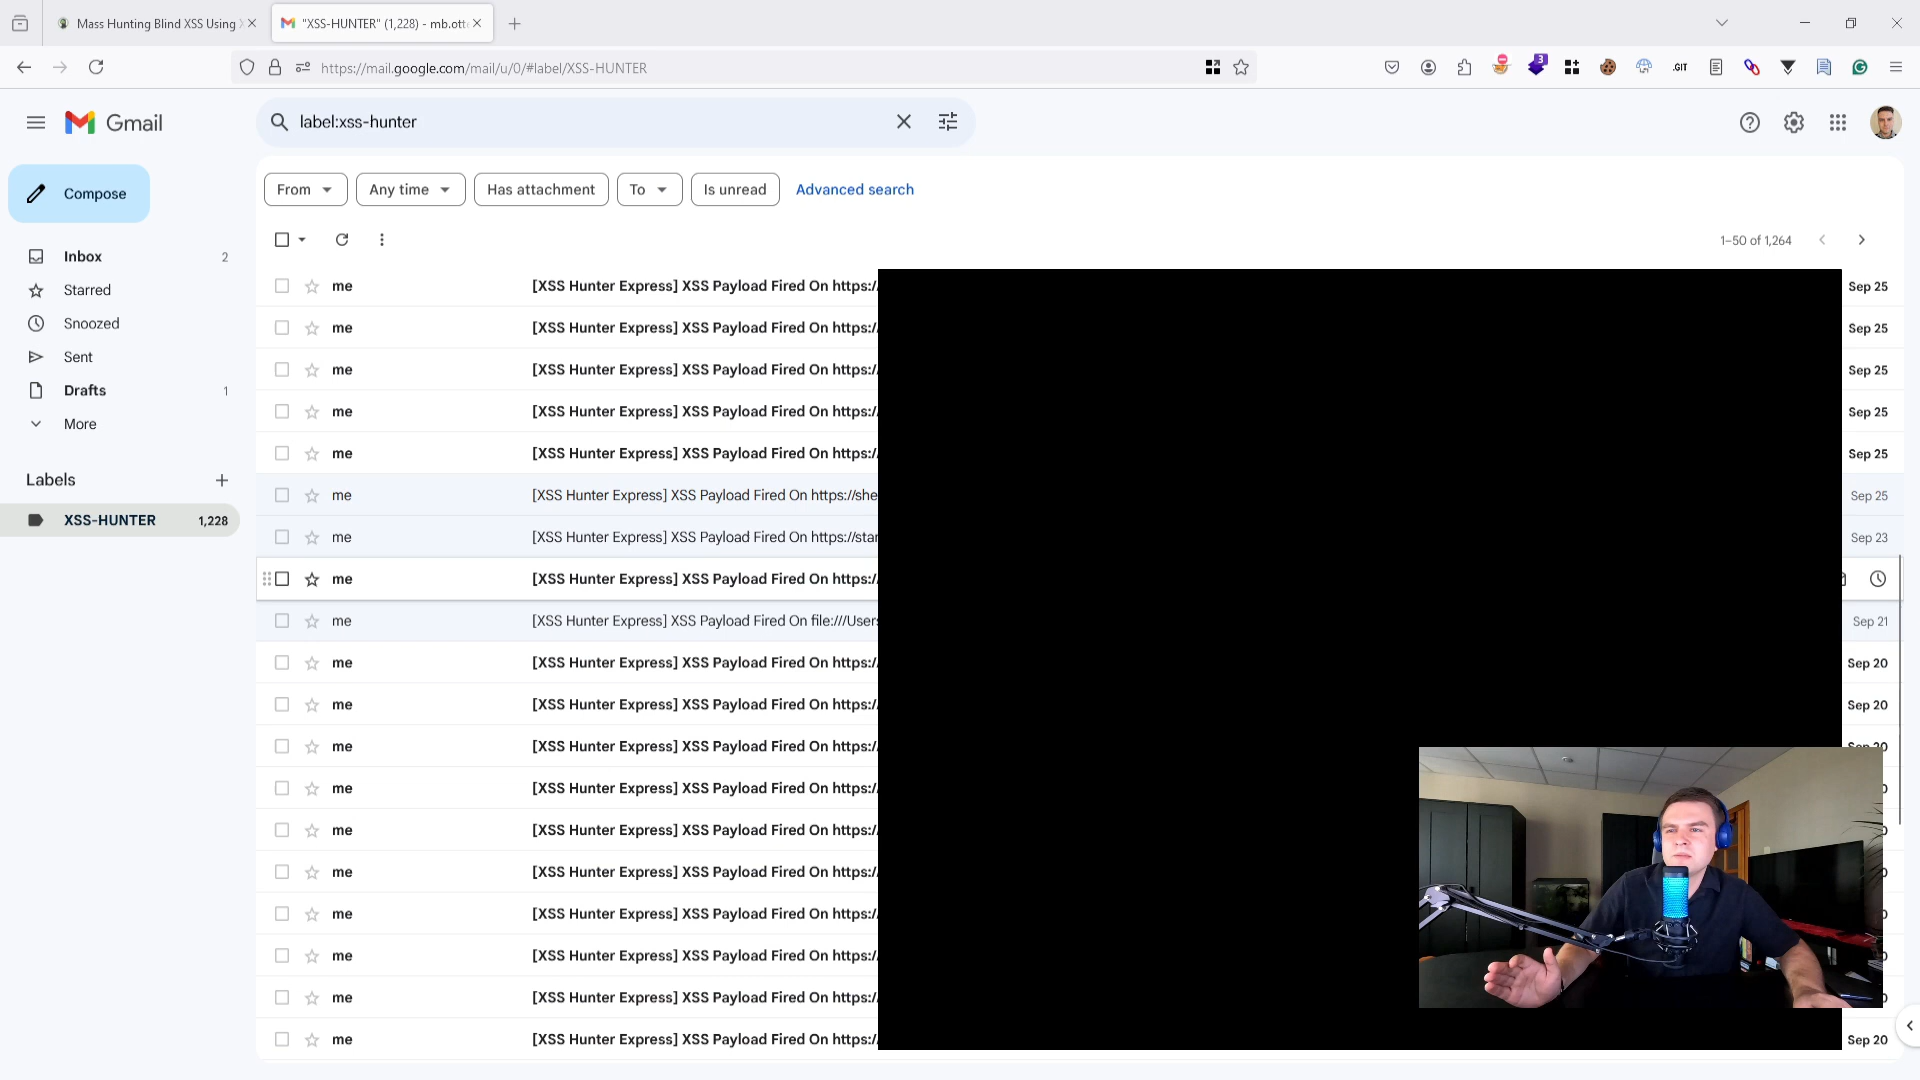 Mass Hunting Blind XSS Using
"XSS-HUNTER" (1,228) - mb.ott
https://mail.google.com/mail/u/0/#label/XSS-HUNTER
3
.GIT
Gmail
label:xss-hunter
Compose
From
Any time
Has attachment
To
Is unread
Advanced search
1–50 of 1,264
Inbox 2
Starred
Snoozed
Sent
Drafts 1
More
Labels
XSS-HUNTER 1,228
me [XSS Hunter Express] XSS Payload Fired On https:/ Sep 25
me [XSS Hunter Express] XSS Payload Fired On https:/ Sep 25
me [XSS Hunter Express] XSS Payload Fired On https:/ Sep 25
me [XSS Hunter Express] XSS Payload Fired On https:/ Sep 25
me [XSS Hunter Express] XSS Payload Fired On https:/ Sep 25
me [XSS Hunter Express] XSS Payload Fired On https://she Sep 25
me [XSS Hunter Express] XSS Payload Fired On https://star Sep 23
me [XSS Hunter Express] XSS Payload Fired On https:/
me [XSS Hunter Express] XSS Payload Fired On file:///Users Sep 21
me [XSS Hunter Express] XSS Payload Fired On https:/ Sep 20
me [XSS Hunter Express] XSS Payload Fired On https:/ Sep 20
me [XSS Hunter Express] XSS Payload Fired On https:/ Sep 20
me [XSS Hunter Express] XSS Payload Fired On https:/
me [XSS Hunter Express] XSS Payload Fired On https:/
me [XSS Hunter Express] XSS Payload Fired On https:/
me [XSS Hunter Express] XSS Payload Fired On https:/
me [XSS Hunter Express] XSS Payload Fired On https:/
me [XSS Hunter Express] XSS Payload Fired On https:/
me [XSS Hunter Express] XSS Payload Fired On https:/ Sep 20